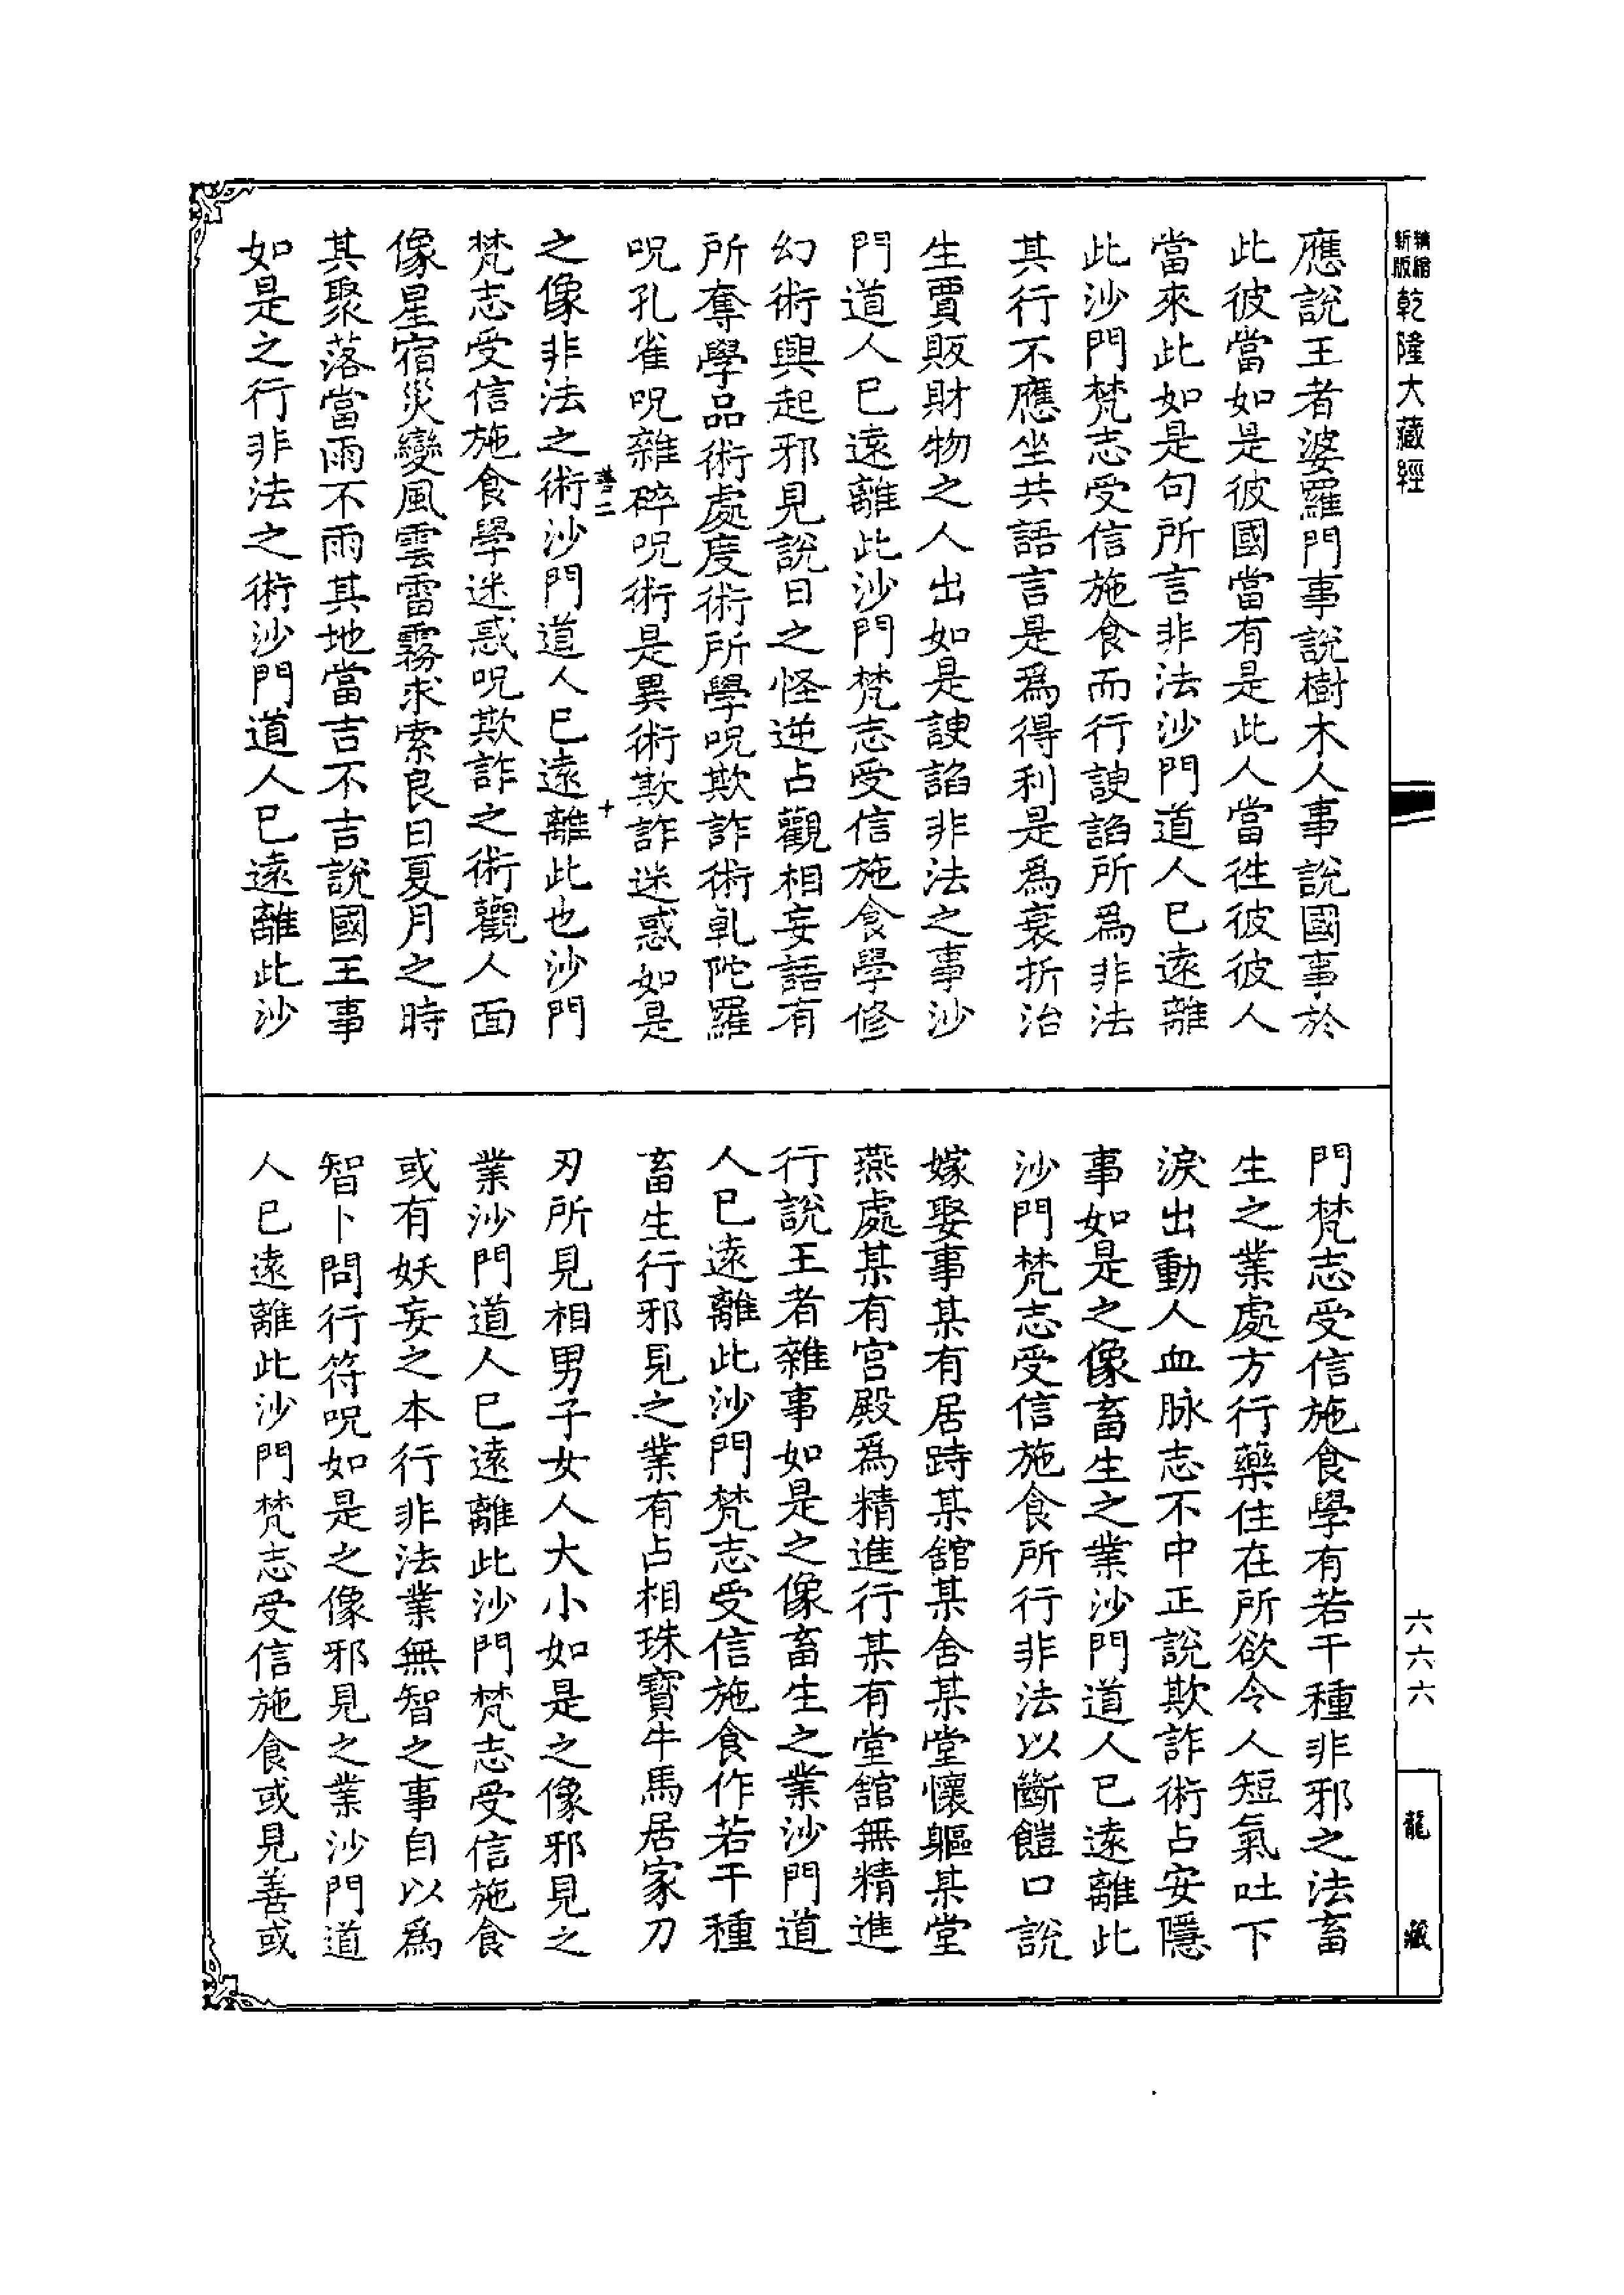 精縮
新版
乾隆大藏經
應說王者婆羅門事說樹木人事說國事於
此彼當如是彼國當有是此人當徃彼彼人
當來此如是句所言非法沙門道人已遠離
此沙門梵志受信施食而行諛諂所爲非法
其行不應坐共語言是爲得利是爲衰折治
生賈販財物之人出如是諛諂非法之事沙
門道人已遠離此沙門梵志受信施食學修
幻術興起邪見說日之怪逆占觀相妄語有
所奪學品術處度術所學呪欺詐術乹陀羅
呪孔雀呪雜碎呪術是異術欺詐迷惑如是
善二
十
之像非法之術沙門道人已遠離此也沙門
梵志受信施食學迷惑呪欺詐之術觀人面
像星宿災變風雲雷霧求索良日夏月之時
其聚落當雨不雨其地當吉不吉說國王事
如是之行非法之術沙門道人已遠離此沙
門梵志受信施食學有若干種非邪之法畜
生之業處方行藥住在所欲令人短氣吐下
淚出動人血脉志不中正說欺詐術占安隱
事如是之像畜生之業沙門道人已遠離此
沙門梵志受信施食所行非法以斷饐口說
嫁娶事某有居跱某舘某舍某堂懷軀某堂
燕處某有宮殿爲精進行某有堂舘無精進
行說王者雜事如是之像畜生之業沙門道
人已遠離此沙門梵志受信施食作若干種
畜生行邪見之業有占相珠寶牛馬居家刀
刃所見相男子女人大小如是之像邪見之
業沙門道人已遠離此沙門梵志受信施食
或有妖妄之本行非法業無智之事自以爲
智卜問行符呪如是之像邪見之業沙門道
人已遠離此沙門梵志受信施食或見善或
六六六
龍藏